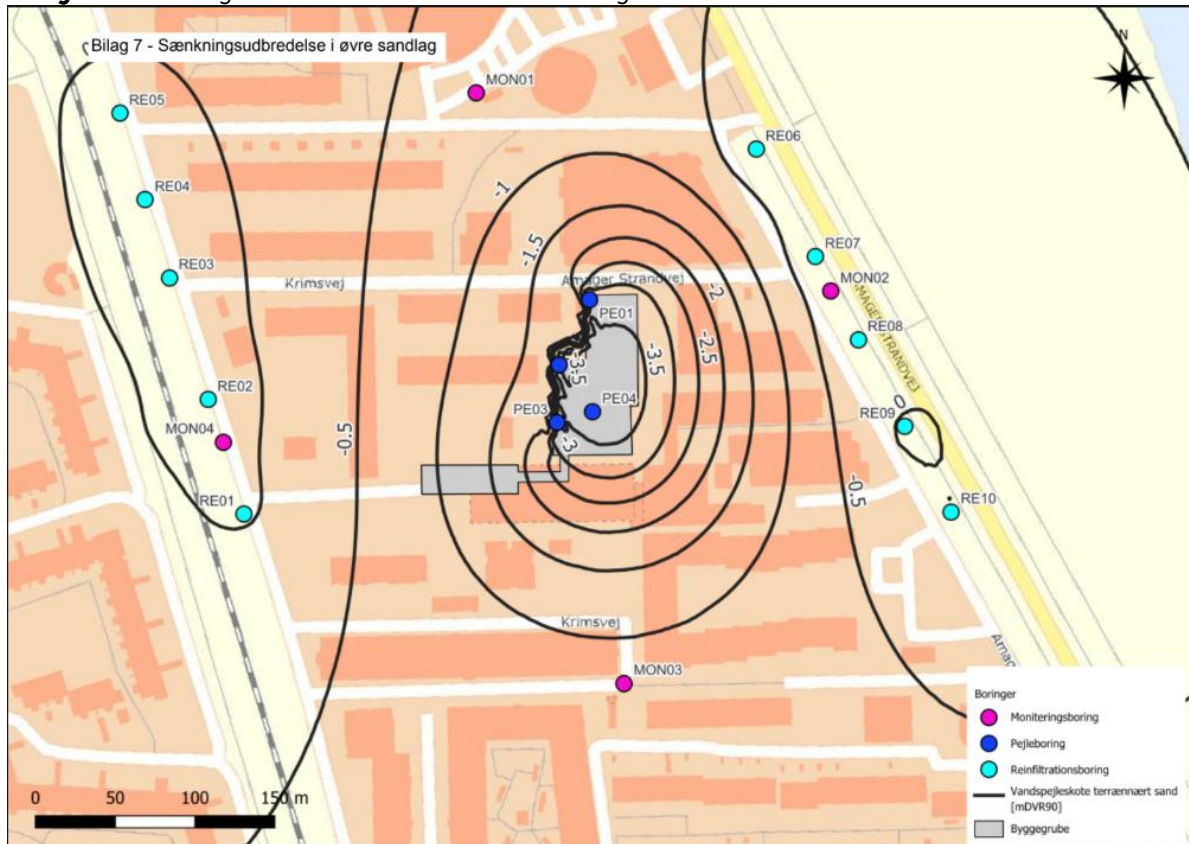 Bilag 7 - Sænkningsudbredelse i øvre sandlag
N
MON01
RE05
RE06
RE04
-1
-1.5
RE03
Krimsvej
Amager Strandvej
RE07
MON02
AMAGER STRANDVEJ
-2
PE01
RE08
-2.5
-3.5
-3.5
RE02
PE03
PE04
0
RE09
MON04
-0.5
-3
-0.5
RE01
RE10
Krimsvej
MON03
Boringer
Moniteringsboring
Pejleboring
Reinfiltrationsboring
Vandspejleskote terrænnært sand
[mDVR90]
Byggegrube
0 50 100 150 m